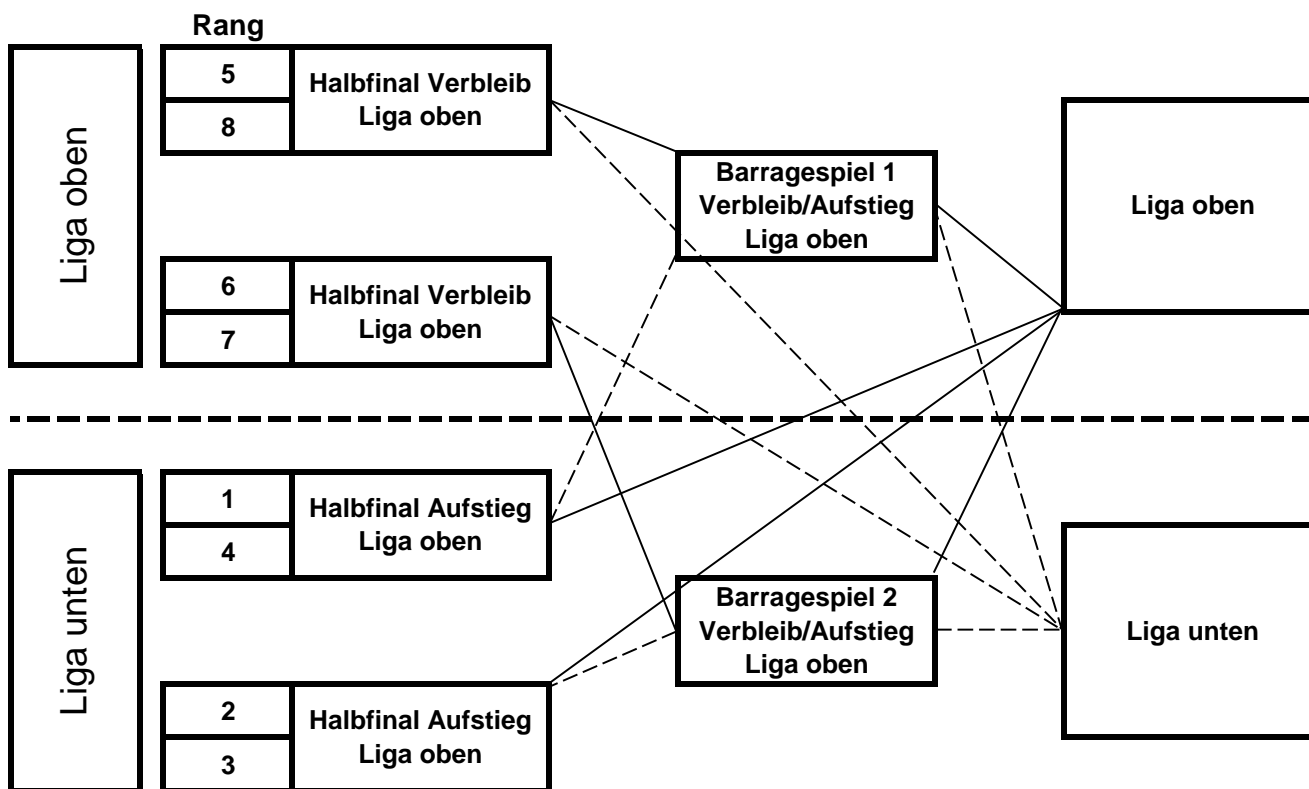 Rang
Liga oben
5
8
Halbfinal Verbleib
Liga oben
6
7
Halbfinal Verbleib
Liga oben
Barragespiel 1
Verbleib/Aufstieg
Liga oben
Liga oben
Liga unten
1
4
Halbfinal Aufstieg
Liga oben
2
3
Halbfinal Aufstieg
Liga oben
Barragespiel 2
Verbleib/Aufstieg
Liga oben
Liga unten